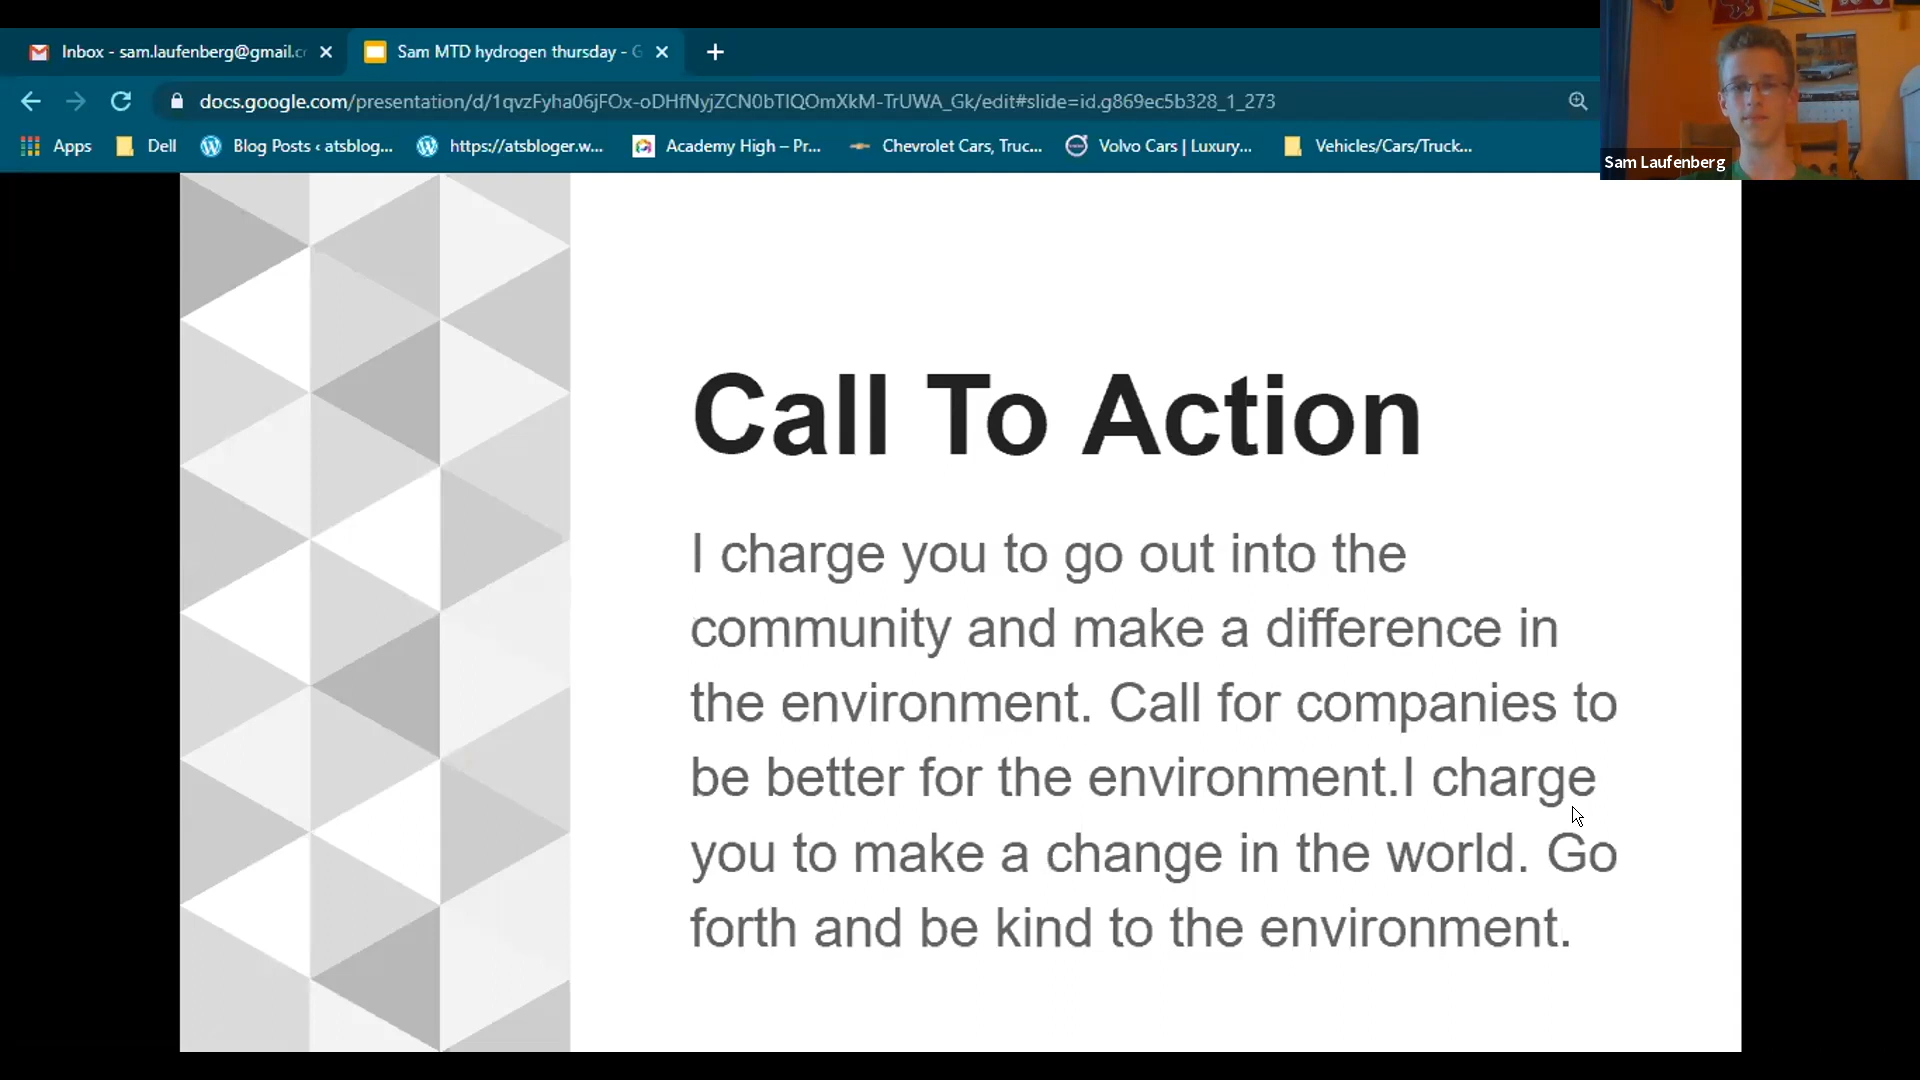 Inbox - sam.laufenberg@gmail.c
Sam MTD hydrogen thursday - G
docs.google.com/presentation/d/1qvzFyha06jFOx-oDHfNyjZCN0bTIQOmXkM-TrUWA_Gk/edit#slide=id.g869ec5b328_1_273
Apps Dell Blog Posts ‹ atsblog... https://atsbloger.w... Academy High – Pr... Chevrolet Cars, Truc... Volvo Cars | Luxury... Vehicles/Cars/Truck...
Sam Laufenberg
Call To Action
I charge you to go out into the
community and make a difference in
the environment. Call for companies to
be better for the environment.I charge
you to make a change in the world. Go
forth and be kind to the environment.